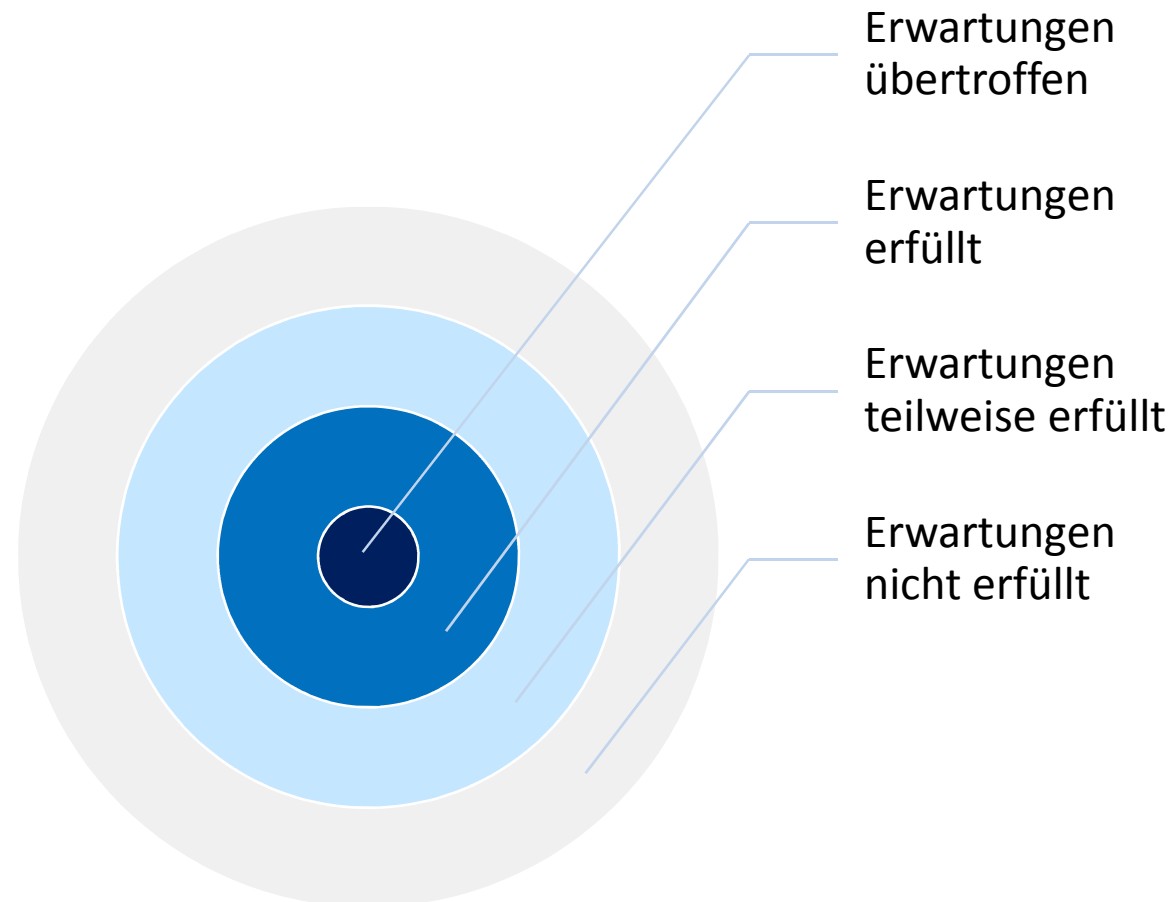 Erwartungen
übertroffen
Erwartungen
erfüllt
Erwartungen
teilweise erfüllt
Erwartungen
nicht erfüllt